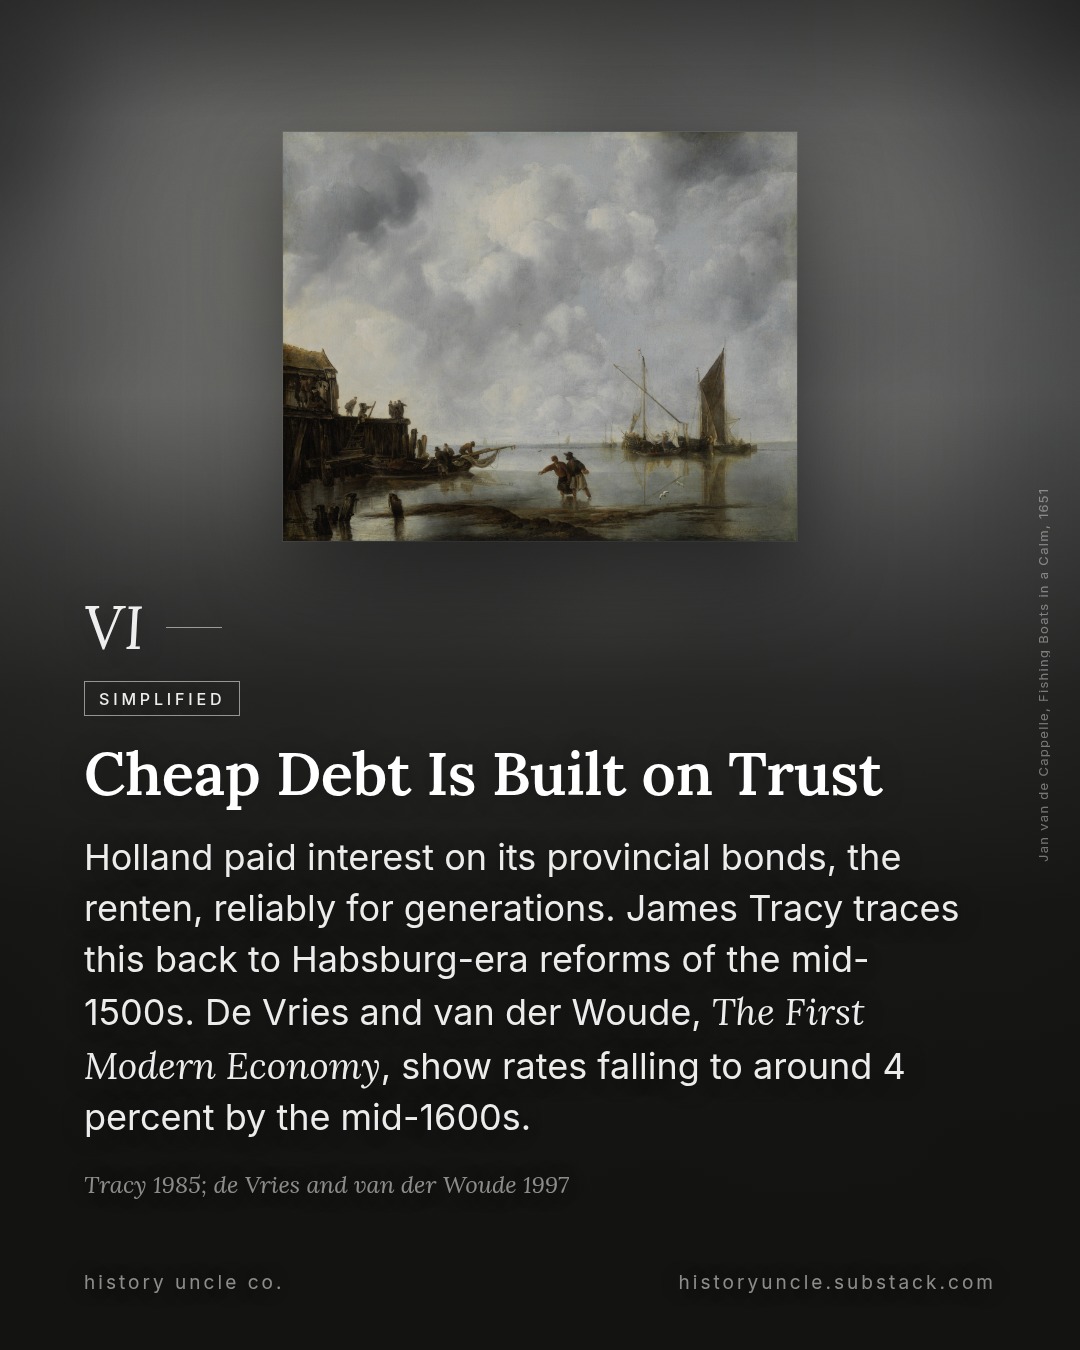 VI
SIMPLIFIED
Cheap Debt Is Built on Trust
Holland paid interest on its provincial bonds, the
renten, reliably for generations. James Tracy traces
this back to Habsburg-era reforms of the mid-
1500s. De Vries and van der Woude, The First
Modern Economy, show rates falling to around 4
percent by the mid-1600s.
Tracy 1985; de Vries and van der Woude 1997
Jan van de Cappelle, Fishing Boats in a Calm, 1651
history uncle co.
historyuncle.substack.com